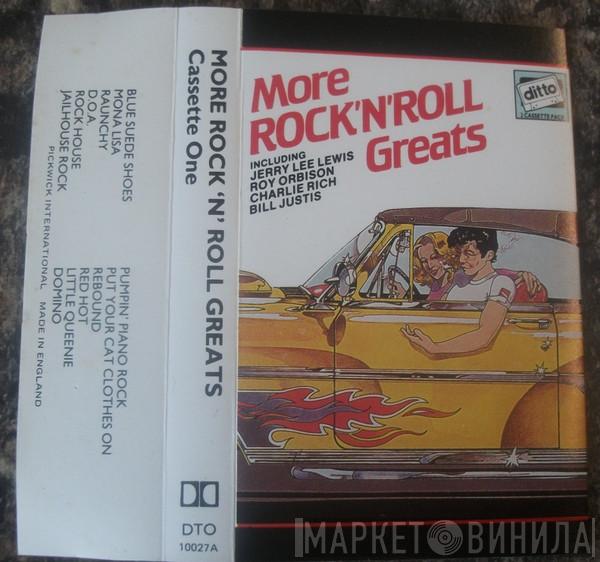 BLUE SUEDE SHOES
MONA LISA
RAUNCHY
D.O.A.
ROCK HOUSE
JAILHOUSE ROCK
PUMPIN' PIANO ROCK
PUT YOUR CAT CLOTHES ON
REBOUND
RED HOT
LITTLE QUEENIE
DOMINO
PICKWICK INTERNATIONAL, MADE IN ENGLAND
MORE ROCK 'N' ROLL GREATS
Cassette One
DTO
10027A
More
ROCK'N'ROLL
Greats
INCLUDING
JERRY LEE LEWIS
ROY ORBISON
CHARLIE RICH
BILL JUSTIS
ditto
2 CASSETTE PACK
МАРКЕТ ВИНИЛА